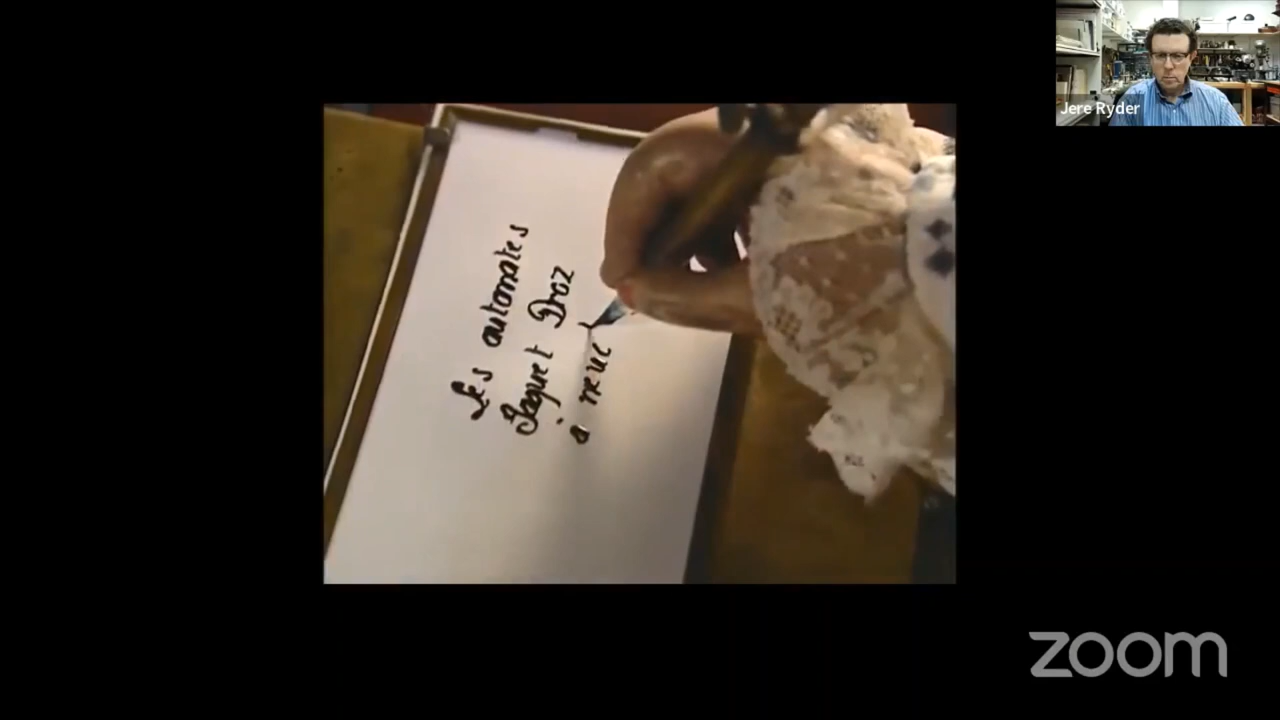 Jere Ryder
Les automates
Jaquet Droz
à neuc
zoom